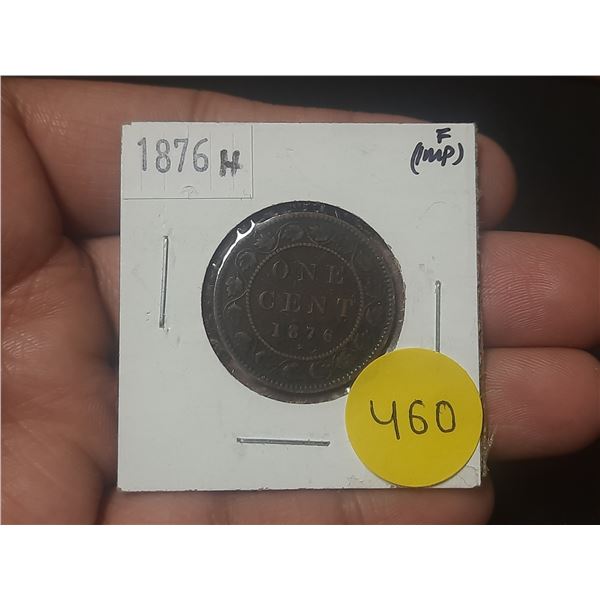 1876 H
F
(imp)
ONE
CENT
1876
460